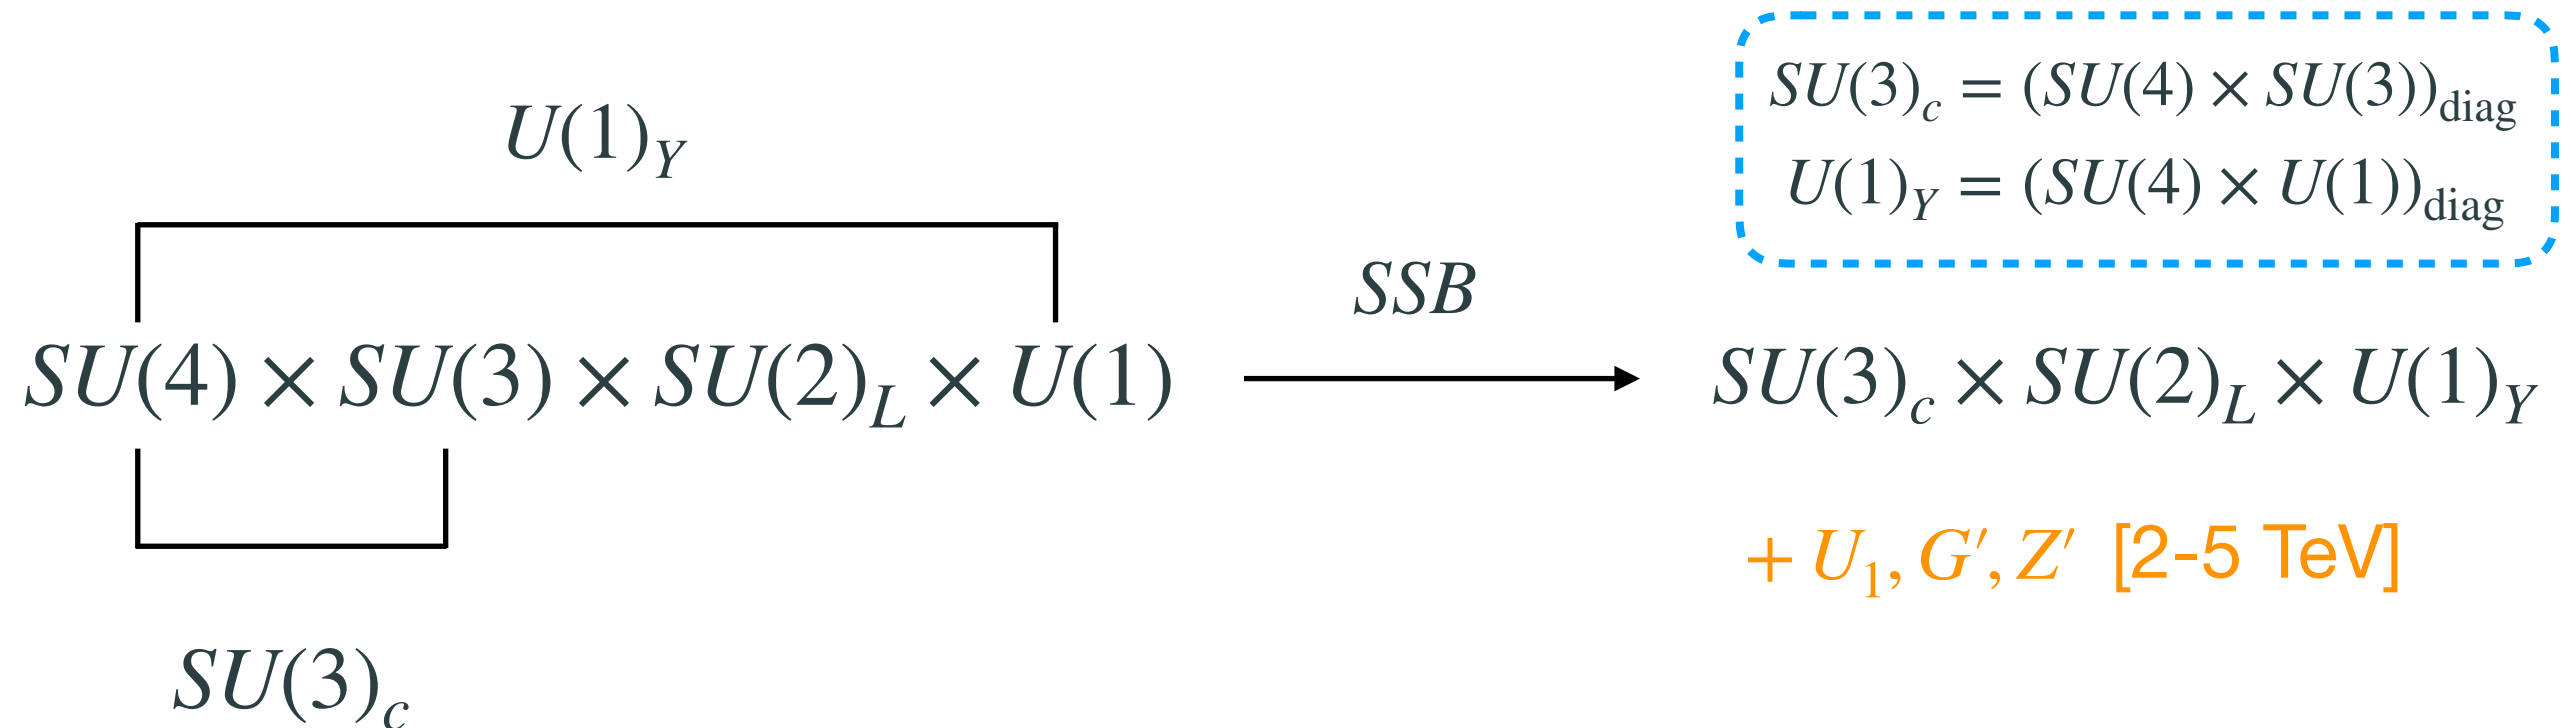 SU(3)_c = (SU(4) × SU(3))_diag
U(1)_Y = (SU(4) × U(1))_diag
U(1)_Y
SSB
SU(4) × SU(3) × SU(2)_L × U(1)
SU(3)_c × SU(2)_L × U(1)_Y
+ U_1, G′, Z′ [2-5 TeV]
SU(3)_c